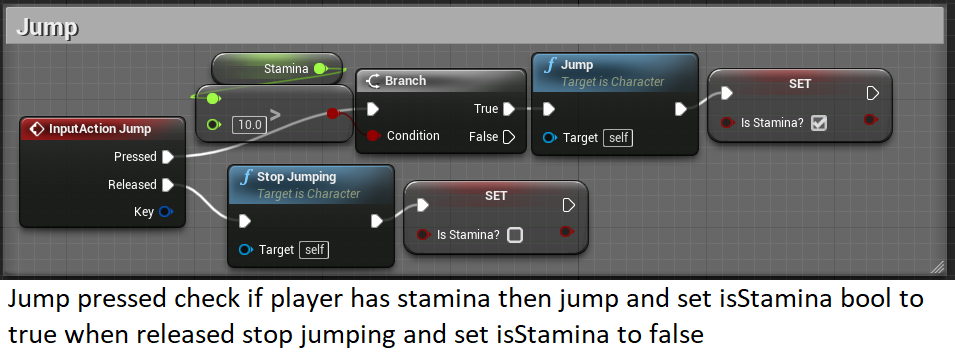 Jump
Stamina
10.0
>
Branch
True
Condition
False
f Jump
Target is Character
Target self
SET
Is Stamina?
InputAction Jump
Pressed
Released
Key
f Stop Jumping
Target is Character
Target self
SET
Is Stamina?
Jump pressed check if player has stamina then jump and set isStamina bool to
true when released stop jumping and set isStamina to false